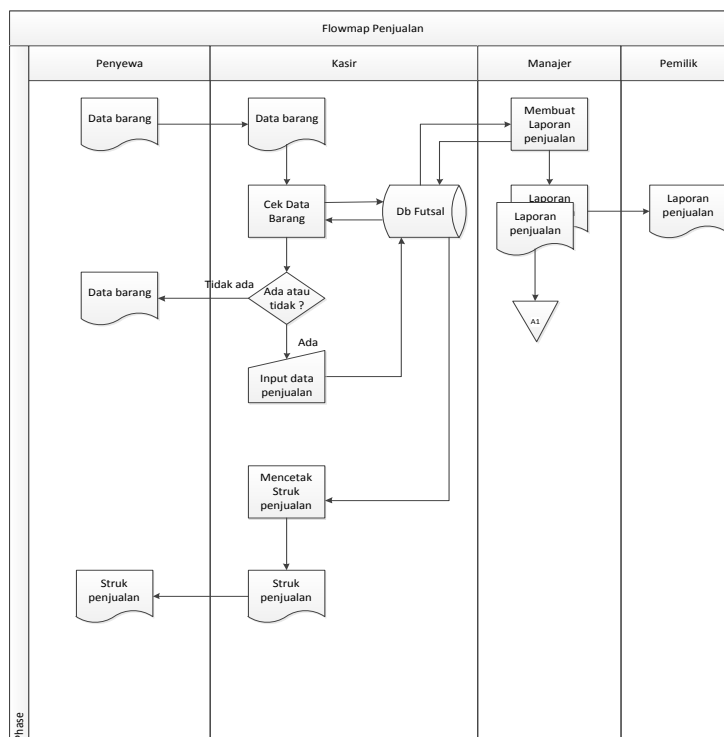 Flowmap Penjualan
Penyewa
Kasir
Manajer
Pemilik
Data barang
Data barang
Membuat
Laporan
penjualan
Cek Data
Barang
Db Futsal
Laporan
Laporan
penjualan
Laporan
penjualan
Data barang
Tidak ada
Ada atau
tidak ?
A1
Ada
Input data
penjualan
Mencetak
Struk
penjualan
Struk
penjualan
Struk
penjualan
Phase